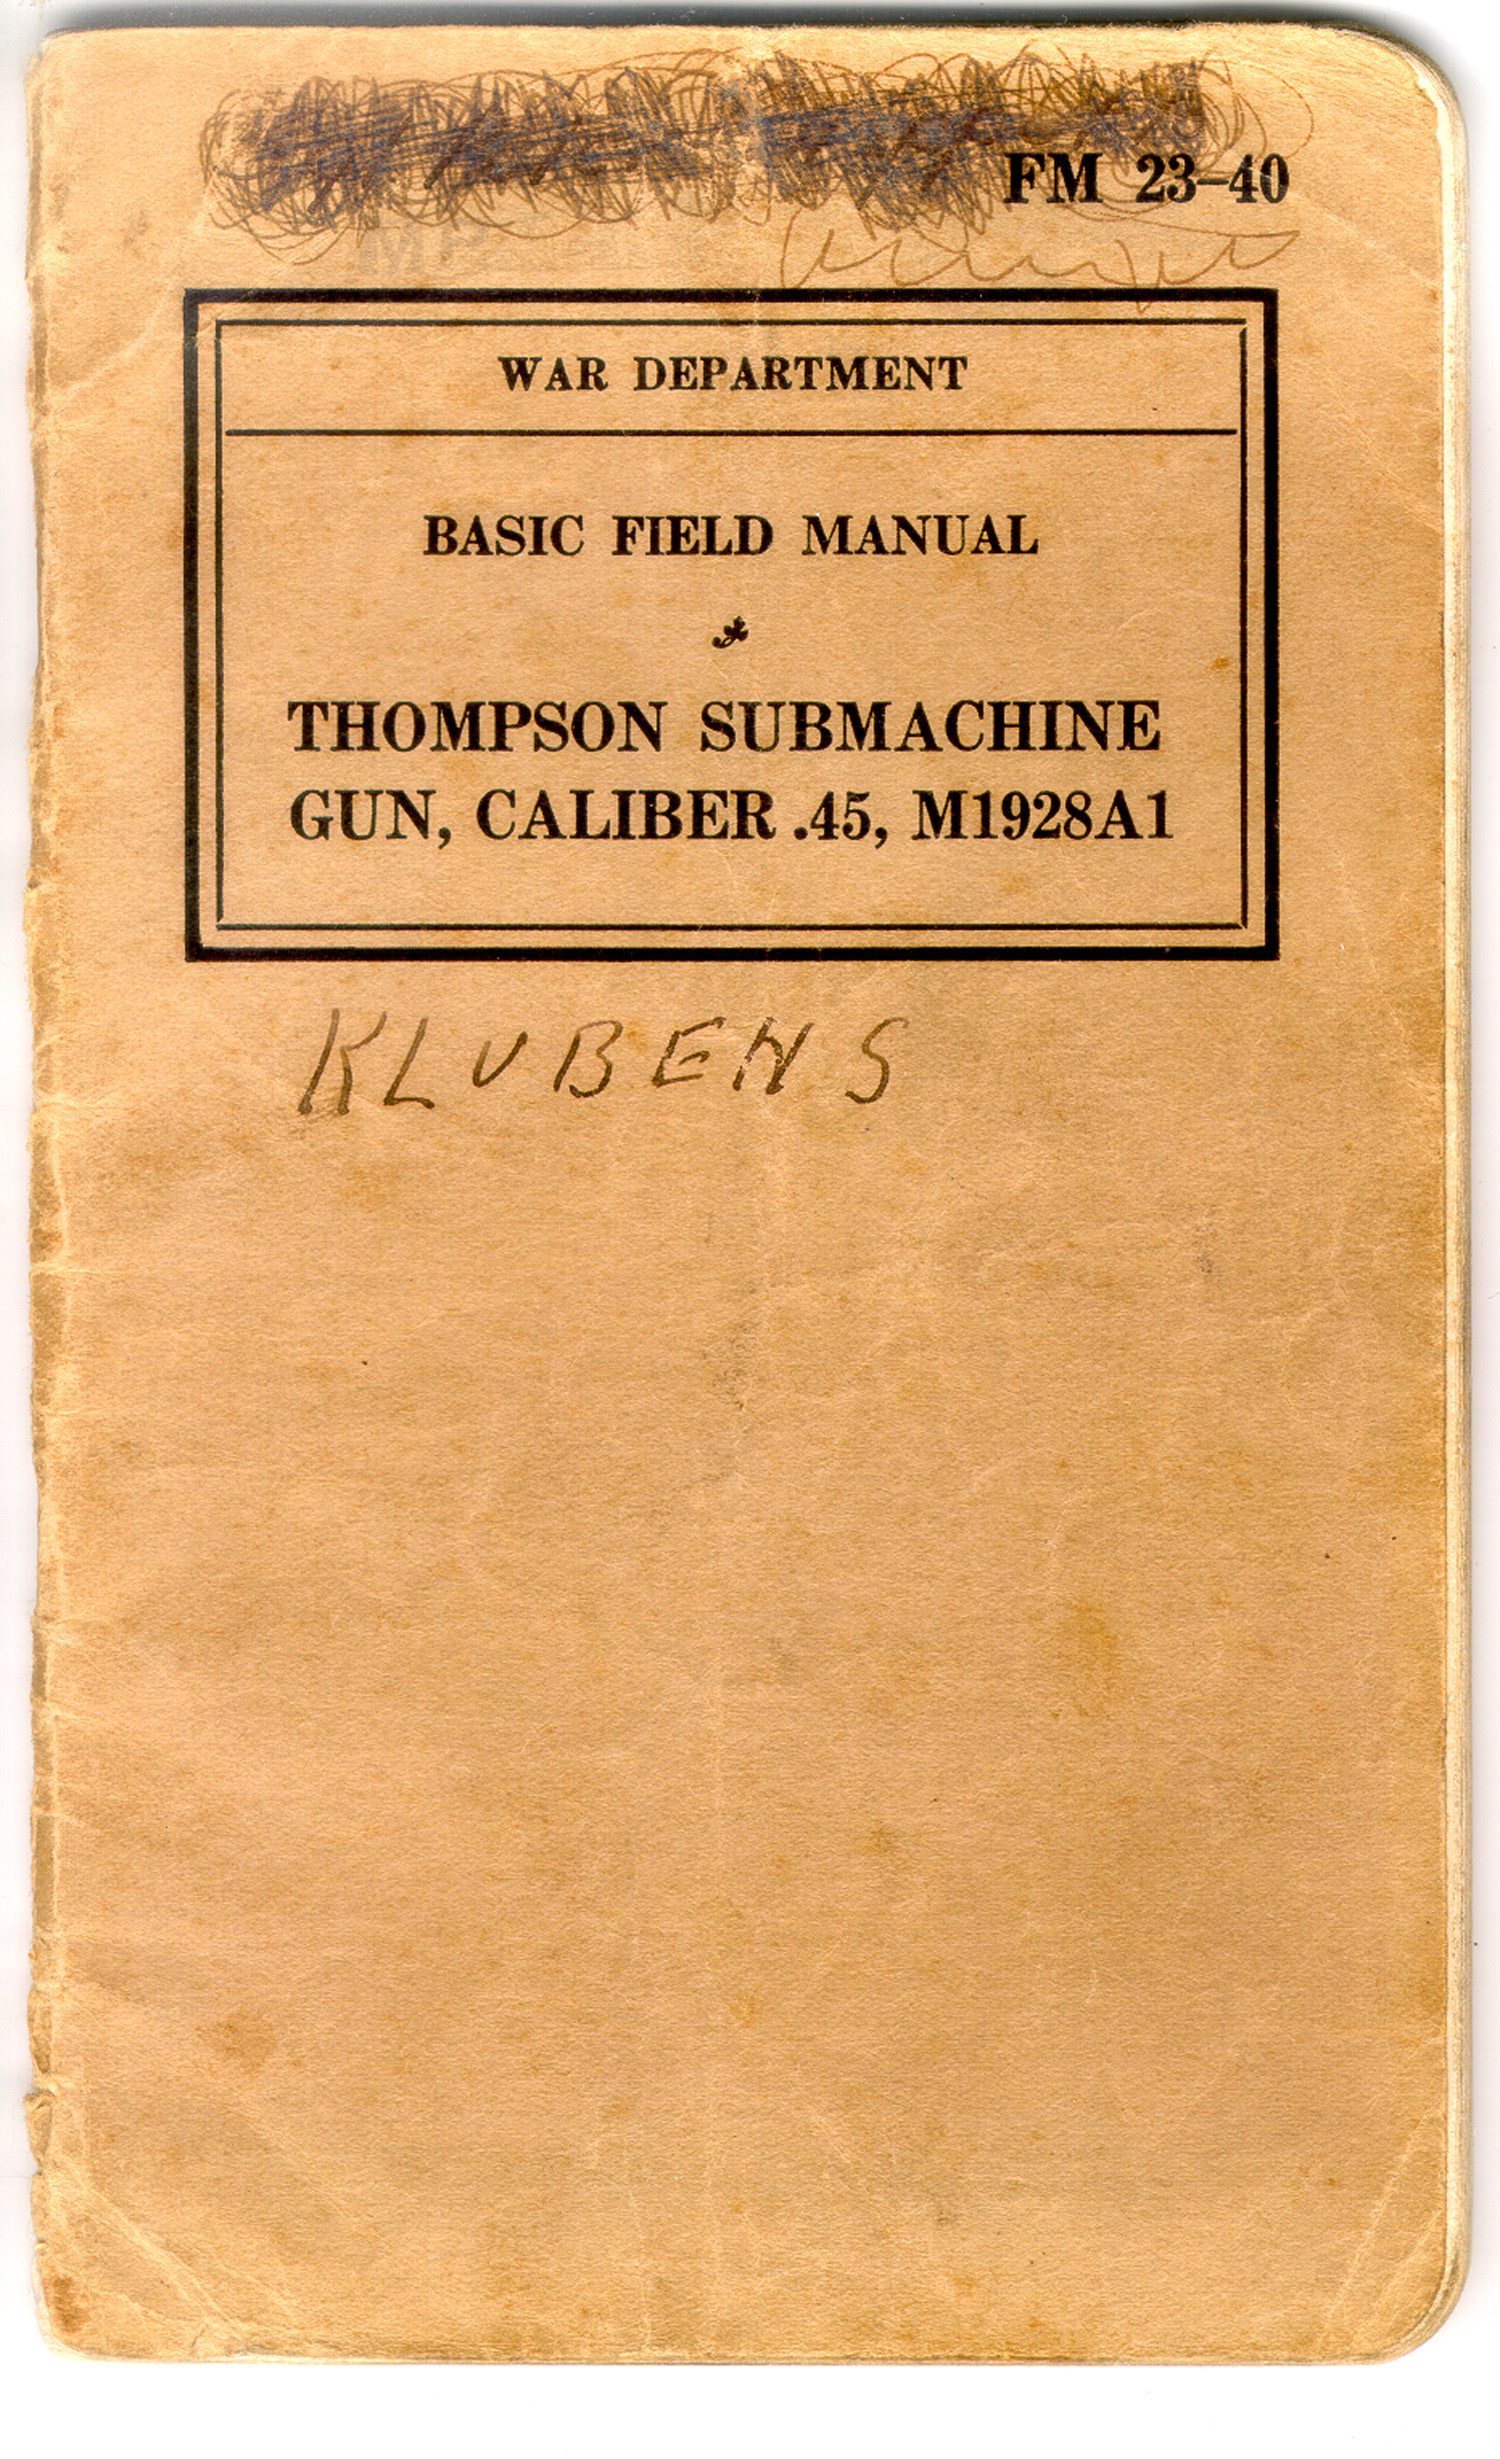 FM 23-40
WAR DEPARTMENT
BASIC FIELD MANUAL
THOMPSON SUBMACHINE
GUN, CALIBER .45, M1928A1
KLUBENS